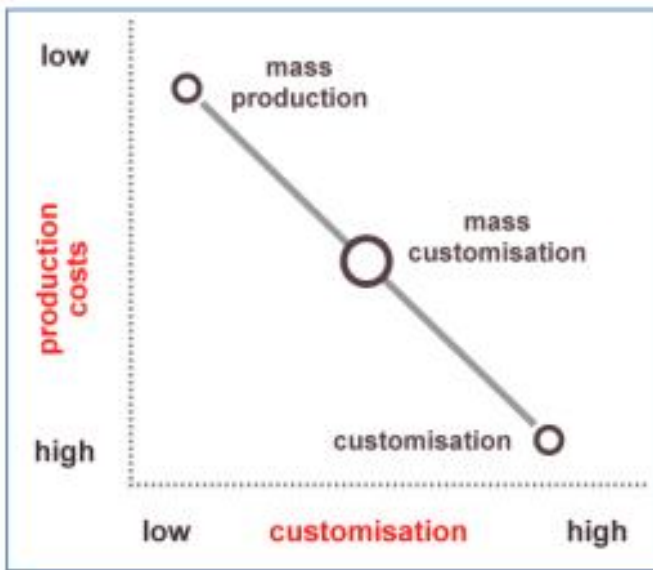 low
mass
production
mass
customisation
production
costs
customisation
high
low customisation high